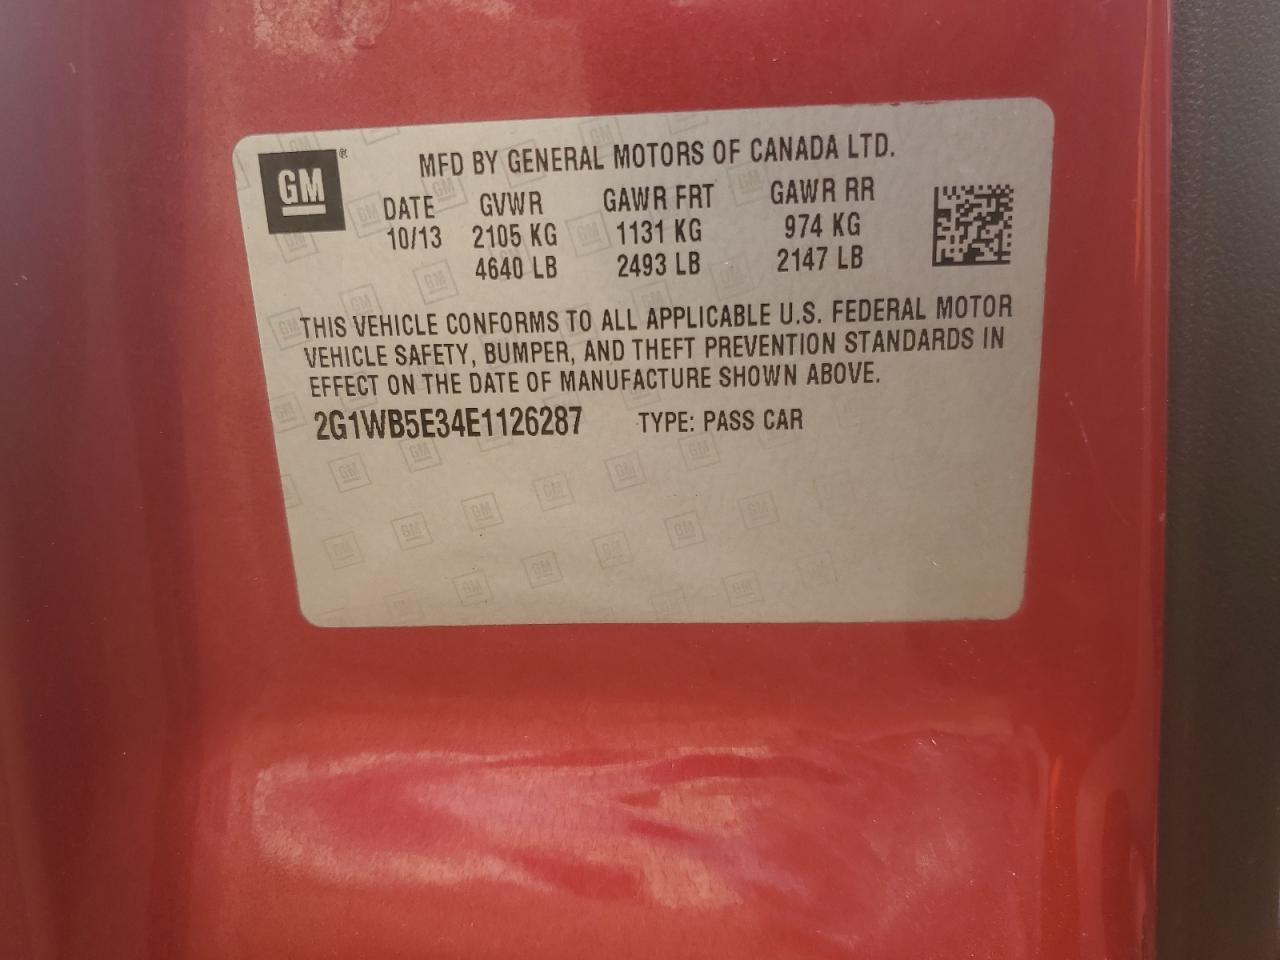 GM ®
MFD BY GENERAL MOTORS OF CANADA LTD.
DATE GVWR GAWR FRT GAWR RR
10/13 2105 KG 1131 KG 974 KG
4640 LB 2493 LB 2147 LB
THIS VEHICLE CONFORMS TO ALL APPLICABLE U.S. FEDERAL MOTOR
VEHICLE SAFETY, BUMPER, AND THEFT PREVENTION STANDARDS IN
EFFECT ON THE DATE OF MANUFACTURE SHOWN ABOVE.
2G1WB5E34E1126287 TYPE: PASS CAR